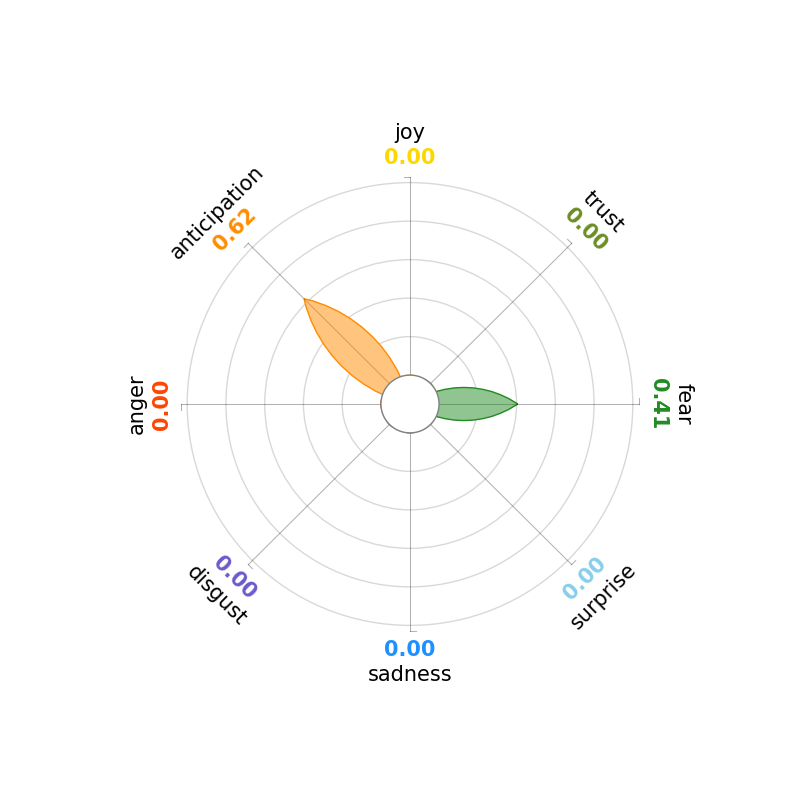 joy
0.00
trust
0.00
fear
0.41
surprise
0.00
sadness
0.00
disgust
0.00
anger
0.00
anticipation
0.62